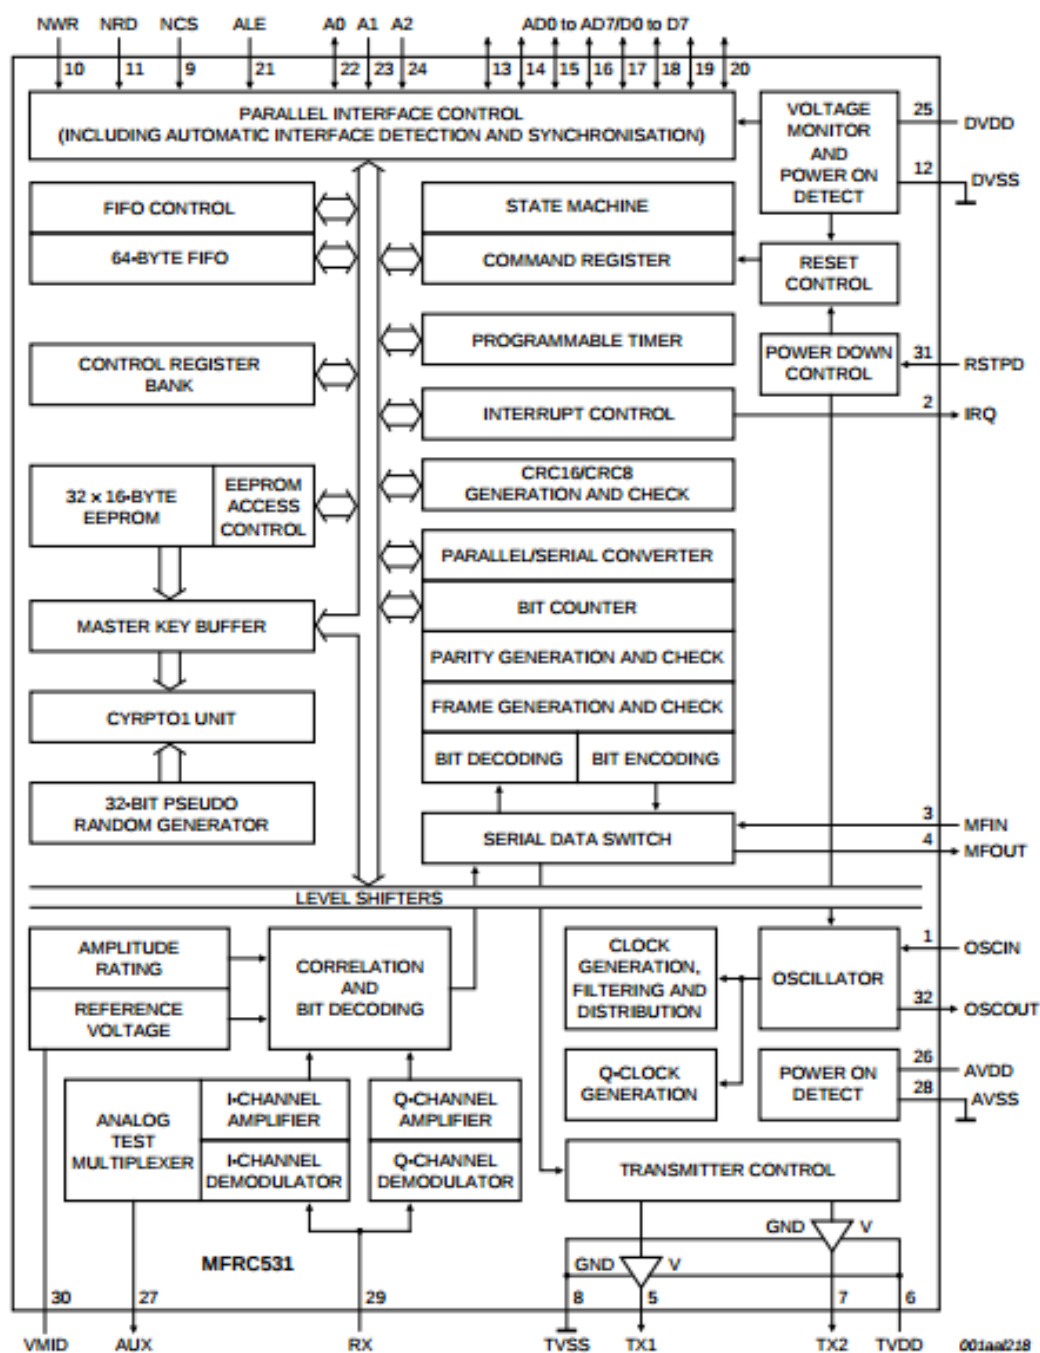 NWR NRD NCS ALE A0 A1 A2 AD0 to AD7/D0 to D7
10 11 9 21 22 23 24 13 14 15 16 17 18 19 20
PARALLEL INTERFACE CONTROL
(INCLUDING AUTOMATIC INTERFACE DETECTION AND SYNCHRONISATION)
VOLTAGE
MONITOR
AND
POWER ON
DETECT
25 DVDD
12 DVSS
FIFO CONTROL
64-BYTE FIFO
STATE MACHINE
COMMAND REGISTER
RESET
CONTROL
PROGRAMMABLE TIMER
POWER DOWN
CONTROL
31 RSTPD
CONTROL REGISTER
BANK
INTERRUPT CONTROL
2 IRQ
CRC16/CRC8
GENERATION AND CHECK
32 x 16-BYTE
EEPROM
EEPROM
ACCESS
CONTROL
PARALLEL/SERIAL CONVERTER
BIT COUNTER
PARITY GENERATION AND CHECK
FRAME GENERATION AND CHECK
BIT DECODING BIT ENCODING
MASTER KEY BUFFER
CYRPTO1 UNIT
32-BIT PSEUDO
RANDOM GENERATOR
SERIAL DATA SWITCH
3 MFIN
4 MFOUT
LEVEL SHIFTERS
AMPLITUDE
RATING
REFERENCE
VOLTAGE
CORRELATION
AND
BIT DECODING
CLOCK
GENERATION,
FILTERING AND
DISTRIBUTION
OSCILLATOR
1 OSCIN
32 OSCOUT
Q-CLOCK
GENERATION
POWER ON
DETECT
26 AVDD
28 AVSS
ANALOG
TEST
MULTIPLEXER
I-CHANNEL
AMPLIFIER
I-CHANNEL
DEMODULATOR
Q-CHANNEL
AMPLIFIER
Q-CHANNEL
DEMODULATOR
TRANSMITTER CONTROL
GND V
GND V
MFRC531
30 27 29 8 5 7 6
VMID AUX RX TVSS TX1 TX2 TVDD
001aal218